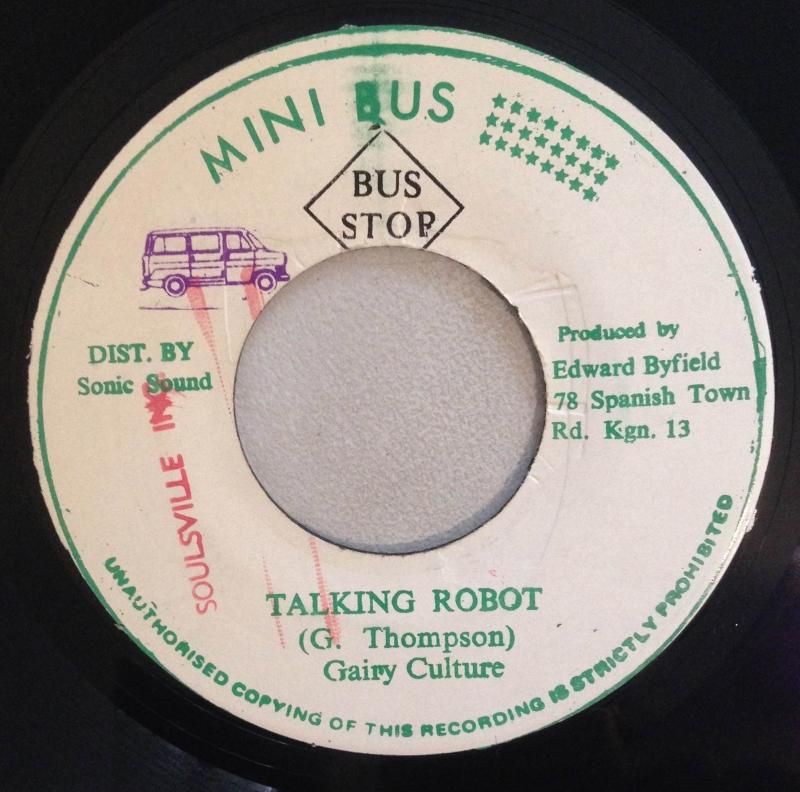 MINI BUS
BUS
STOP
DIST. BY
Sonic Sound
SOULSVILLE INC
Produced by
Edward Byfield
78 Spanish Town
Rd. Kgn. 13
TALKING ROBOT
(G. Thompson)
Gairy Culture
UNAUTHORISED COPYING OF THIS RECORDING IS STRICTLY PROHIBITED